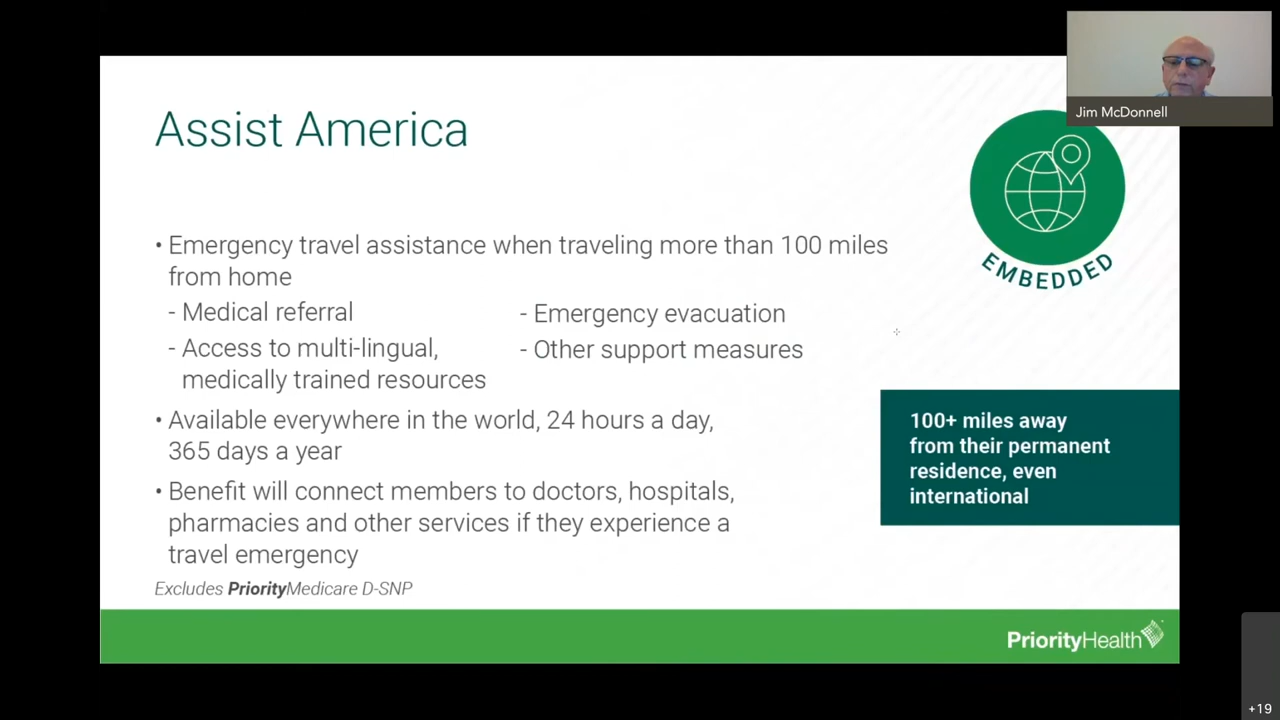 Jim McDonnell
Assist America
EMBEDDED
• Emergency travel assistance when traveling more than 100 miles
from home
- Medical referral
- Access to multi-lingual,
medically trained resources
- Emergency evacuation
- Other support measures
• Available everywhere in the world, 24 hours a day,
365 days a year
• Benefit will connect members to doctors, hospitals,
pharmacies and other services if they experience a
travel emergency
Excludes PriorityMedicare D-SNP
100+ miles away
from their permanent
residence, even
international
PriorityHealth
+19